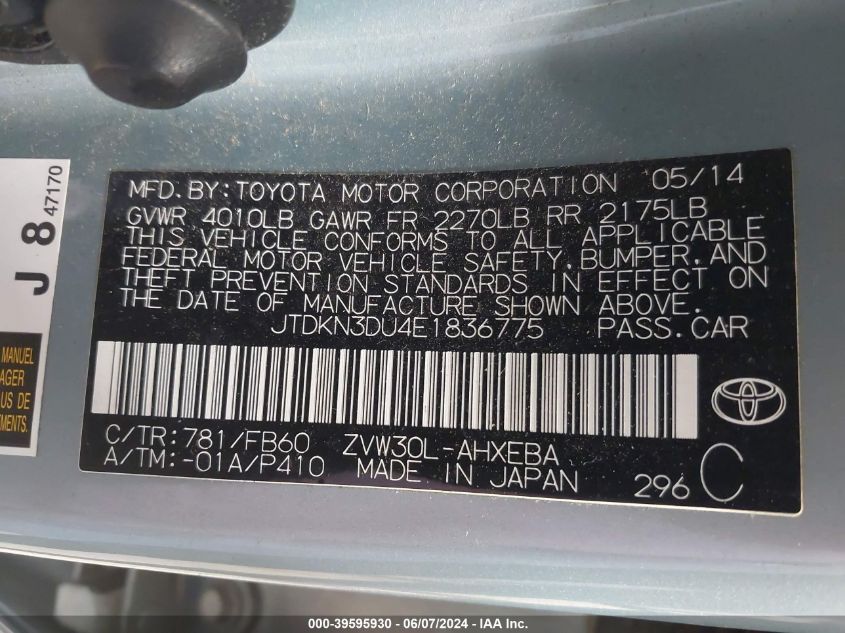 MFD. BY: TOYOTA MOTOR CORPORATION 05/14
GVWR 4010LB GAWR FR 2270LB RR 2175LB
THIS VEHICLE CONFORMS TO ALL APPLICABLE
FEDERAL MOTOR VEHICLE SAFETY, BUMPER, AND
THEFT PREVENTION STANDARDS IN EFFECT ON
THE DATE OF MANUFACTURE SHOWN ABOVE.
JTDKN3DU4E1836775 PASS.CAR
C/TR: 781/FB60 ZVW30L-AHXEBA
A/TM: -01A/P410 MADE IN JAPAN
296 C
J 8 47170
MANUEL
US DE
000-39595930 - 06/07/2024 - IAA Inc.